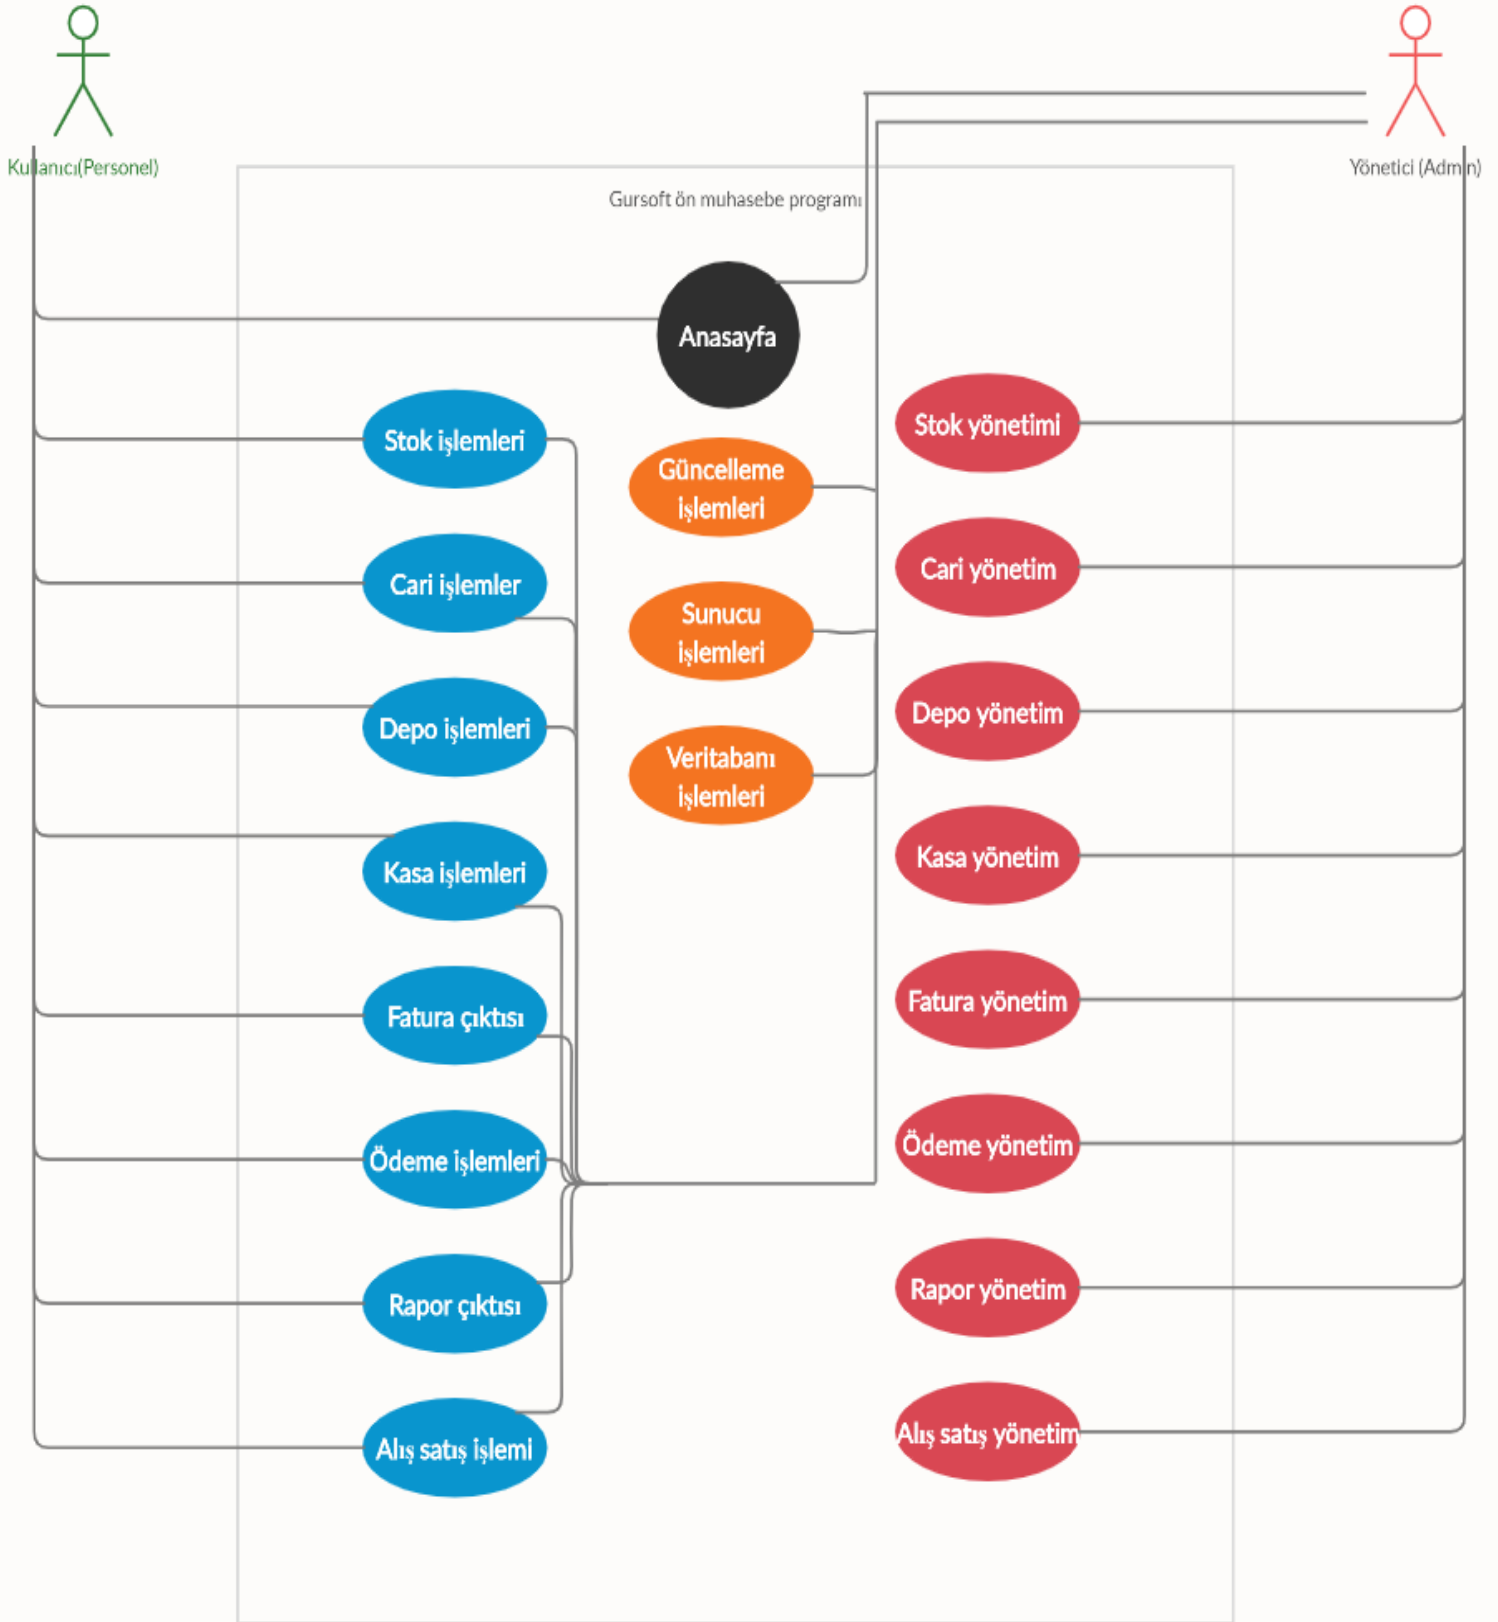 Kullanıcı(Personel)
Yönetici (Admin)
Gursoft ön muhasebe programı
Anasayfa
Stok işlemleri
Cari işlemler
Depo işlemleri
Kasa işlemleri
Fatura çıktısı
Ödeme işlemleri
Rapor çıktısı
Alış satış işlemi
Güncelleme
işlemleri
Sunucu
işlemleri
Veritabanı
işlemleri
Stok yönetimi
Cari yönetim
Depo yönetim
Kasa yönetim
Fatura yönetim
Ödeme yönetim
Rapor yönetim
Alış satış yönetim